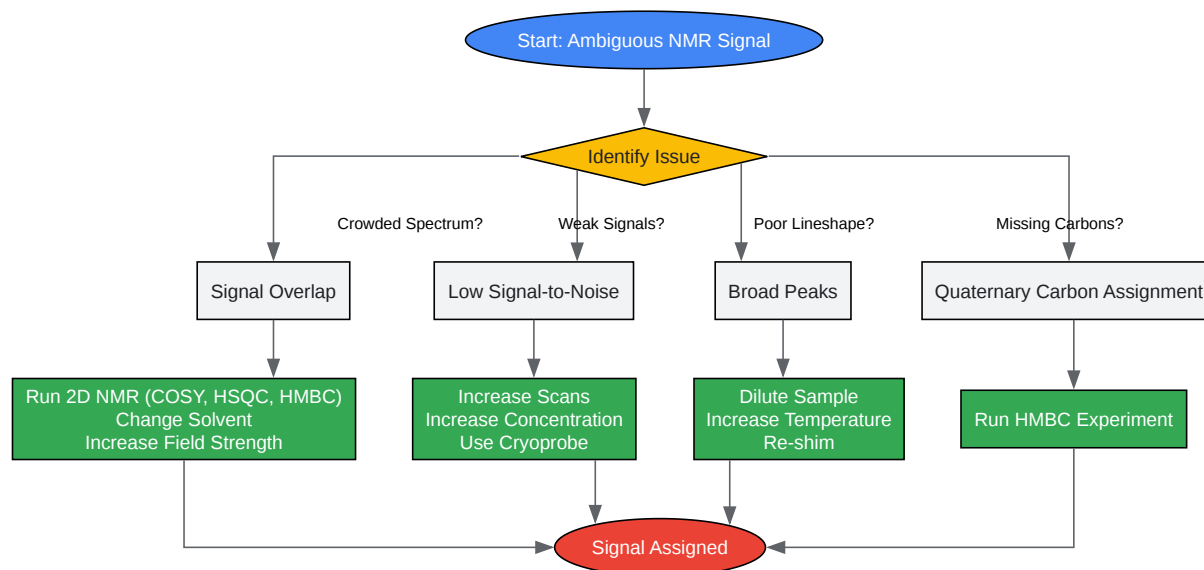 Start: Ambiguous NMR Signal
Identify Issue
Crowded Spectrum?
Weak Signals?
Poor Lineshape?
Missing Carbons?
Signal Overlap
Low Signal-to-Noise
Broad Peaks
Quaternary Carbon Assignment
Run 2D NMR (COSY, HSQC, HMBC)
Change Solvent
Increase Field Strength
Increase Scans
Increase Concentration
Use Cryoprobe
Dilute Sample
Increase Temperature
Re-shim
Run HMBC Experiment
Signal Assigned